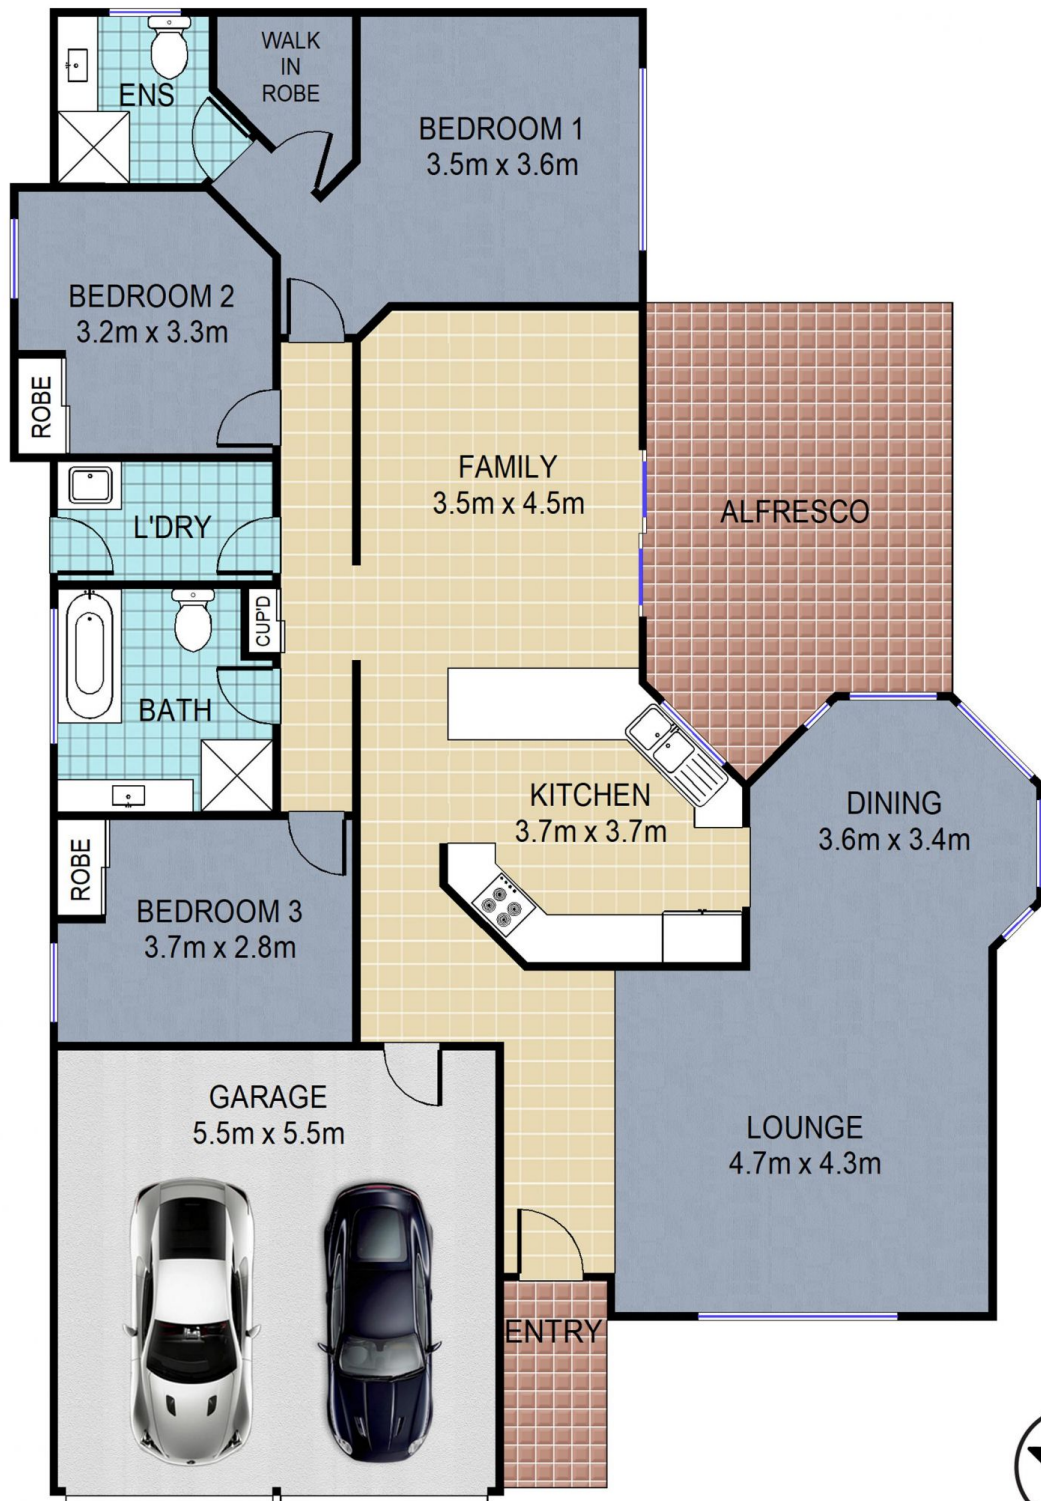 ENS
WALK
IN
ROBE
BEDROOM 1
3.5m x 3.6m
BEDROOM 2
3.2m x 3.3m
ROBE
FAMILY
3.5m x 4.5m
ALFRESCO
L'DRY
CUP'D
BATH
KITCHEN
3.7m x 3.7m
DINING
3.6m x 3.4m
ROBE
BEDROOM 3
3.7m x 2.8m
GARAGE
5.5m x 5.5m
LOUNGE
4.7m x 4.3m
ENTRY